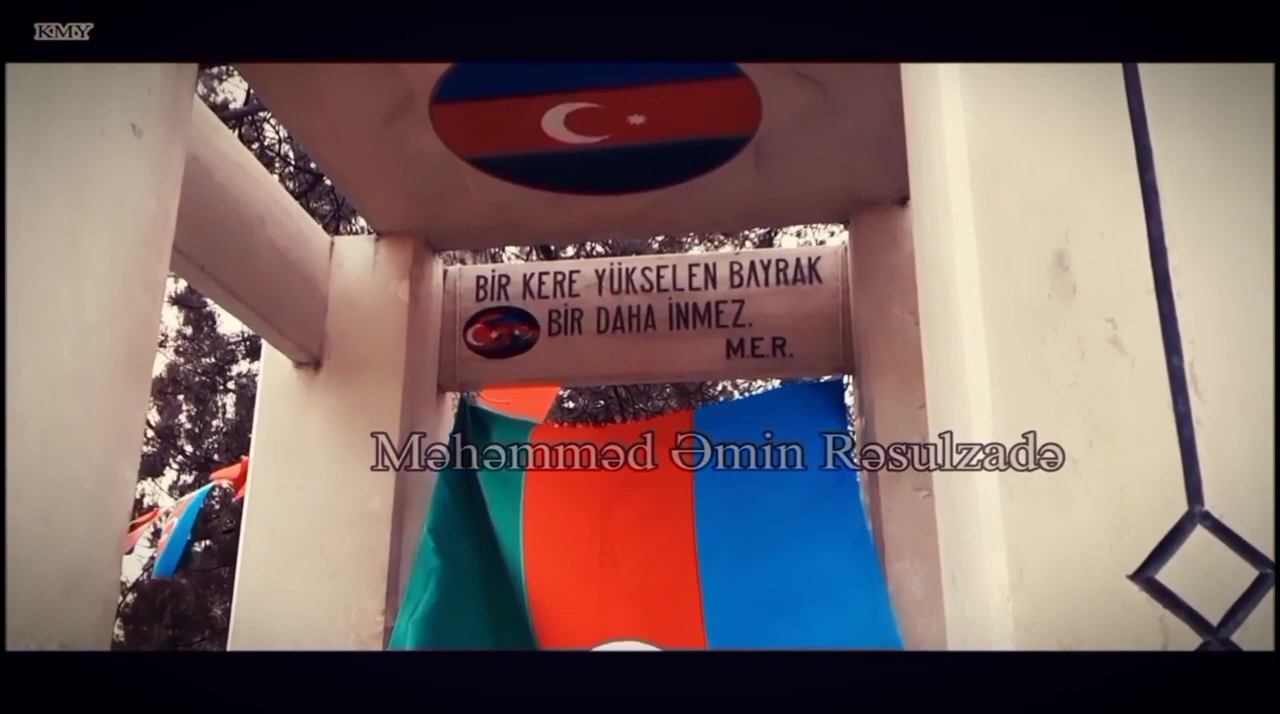 KMY
BİR KERE YÜKSELEN BAYRAK
BİR DAHA İNMEZ.
M.E.R.
Məhəmməd Əmin Rəsulzadə